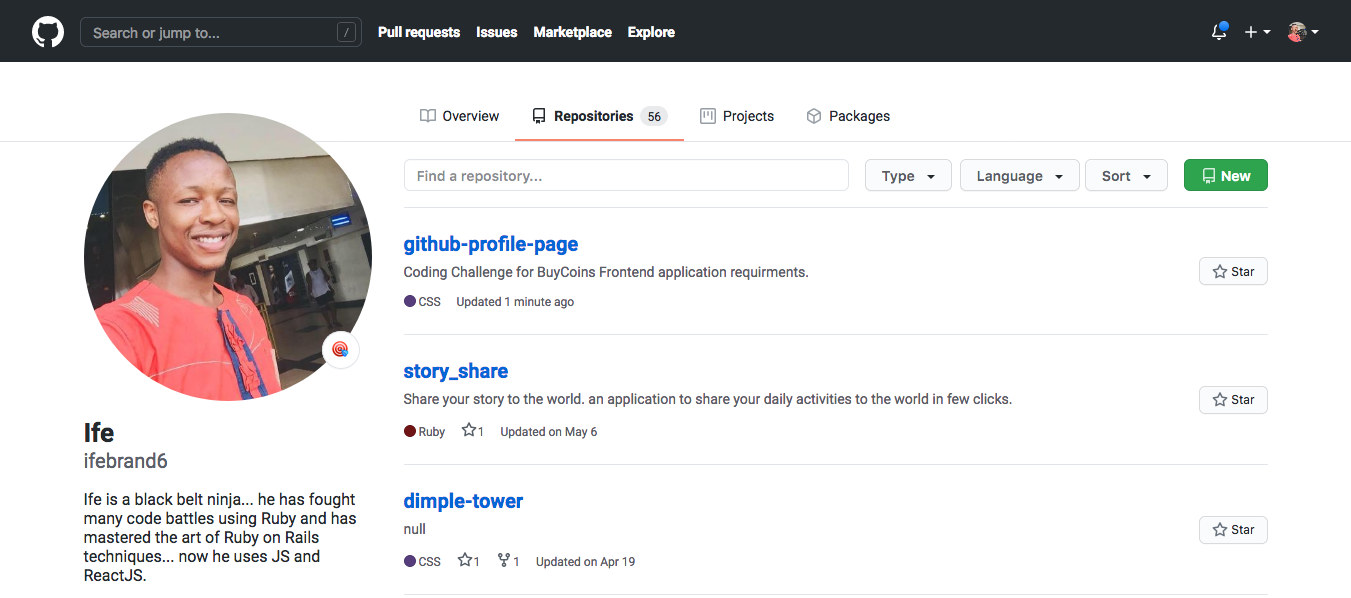 Search or jump to... /
Pull requests Issues Marketplace Explore
Overview Repositories 56 Projects Packages
Find a repository... Type Language Sort New
github-profile-page
Coding Challenge for BuyCoins Frontend application requirments.
Star
CSS Updated 1 minute ago
story_share
Share your story to the world. an application to share your daily activities to the world in few clicks.
Star
Ruby 1 Updated on May 6
dimple-tower
null
Star
CSS 1 1 Updated on Apr 19
Ife
ifebrand6
Ife is a black belt ninja... he has fought
many code battles using Ruby and has
mastered the art of Ruby on Rails
techniques... now he uses JS and
ReactJS.